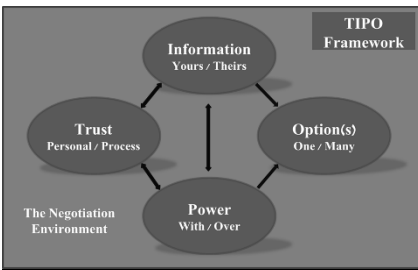 TIPO
Framework
Information
Yours / Theirs
Trust
Personal / Process
Option(s)
One / Many
Power
With / Over
The Negotiation
Environment